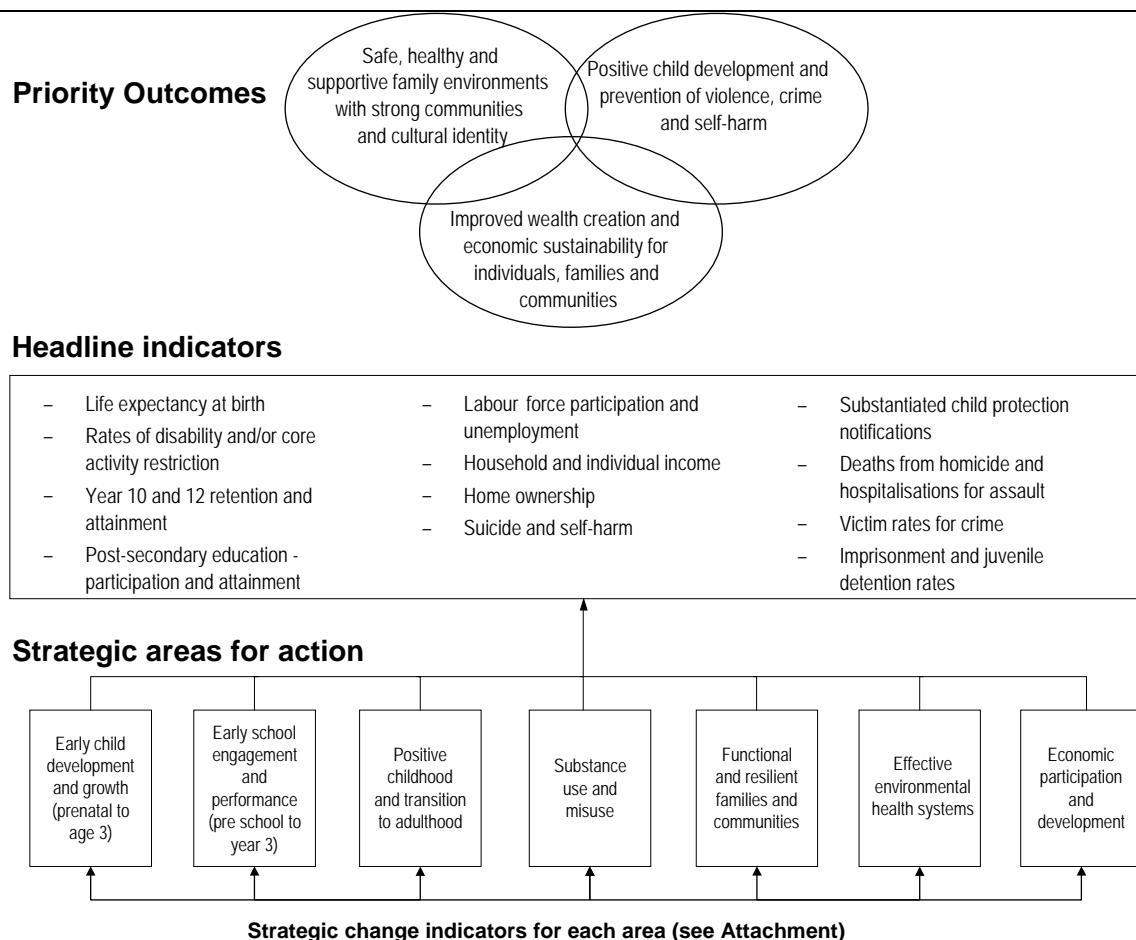 Priority Outcomes
Safe, healthy and
supportive family environments
with strong communities
and cultural identity
Positive child development and
prevention of violence, crime
and self-harm
Improved wealth creation and
economic sustainability for
individuals, families and
communities
Headline indicators
– Life expectancy at birth
– Rates of disability and/or core
activity restriction
– Year 10 and 12 retention and
attainment
– Post-secondary education -
participation and attainment
– Labour force participation and
unemployment
– Household and individual income
– Home ownership
– Suicide and self-harm
– Substantiated child protection
notifications
– Deaths from homicide and
hospitalisations for assault
– Victim rates for crime
– Imprisonment and juvenile
detention rates
Strategic areas for action
Early child
development
and growth
(prenatal to
age 3)
Early school
engagement
and
performance
(pre school to
year 3)
Positive
childhood
and transition
to adulthood
Substance
use and
misuse
Functional
and resilient
families and
communities
Effective
environmental
health systems
Economic
participation
and
development
Strategic change indicators for each area (see Attachment)